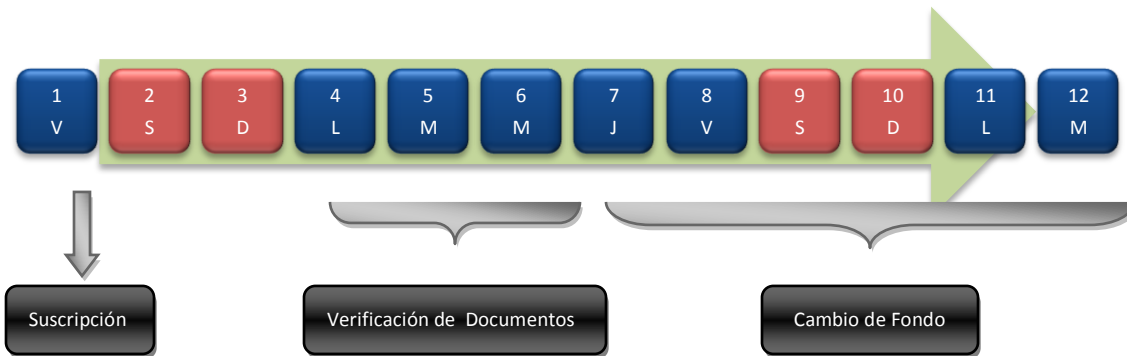 1 2 3 4 5 6 7 8 9 10 11 12
V S D L M M J V S D L M
Suscripción Verificación de Documentos Cambio de Fondo